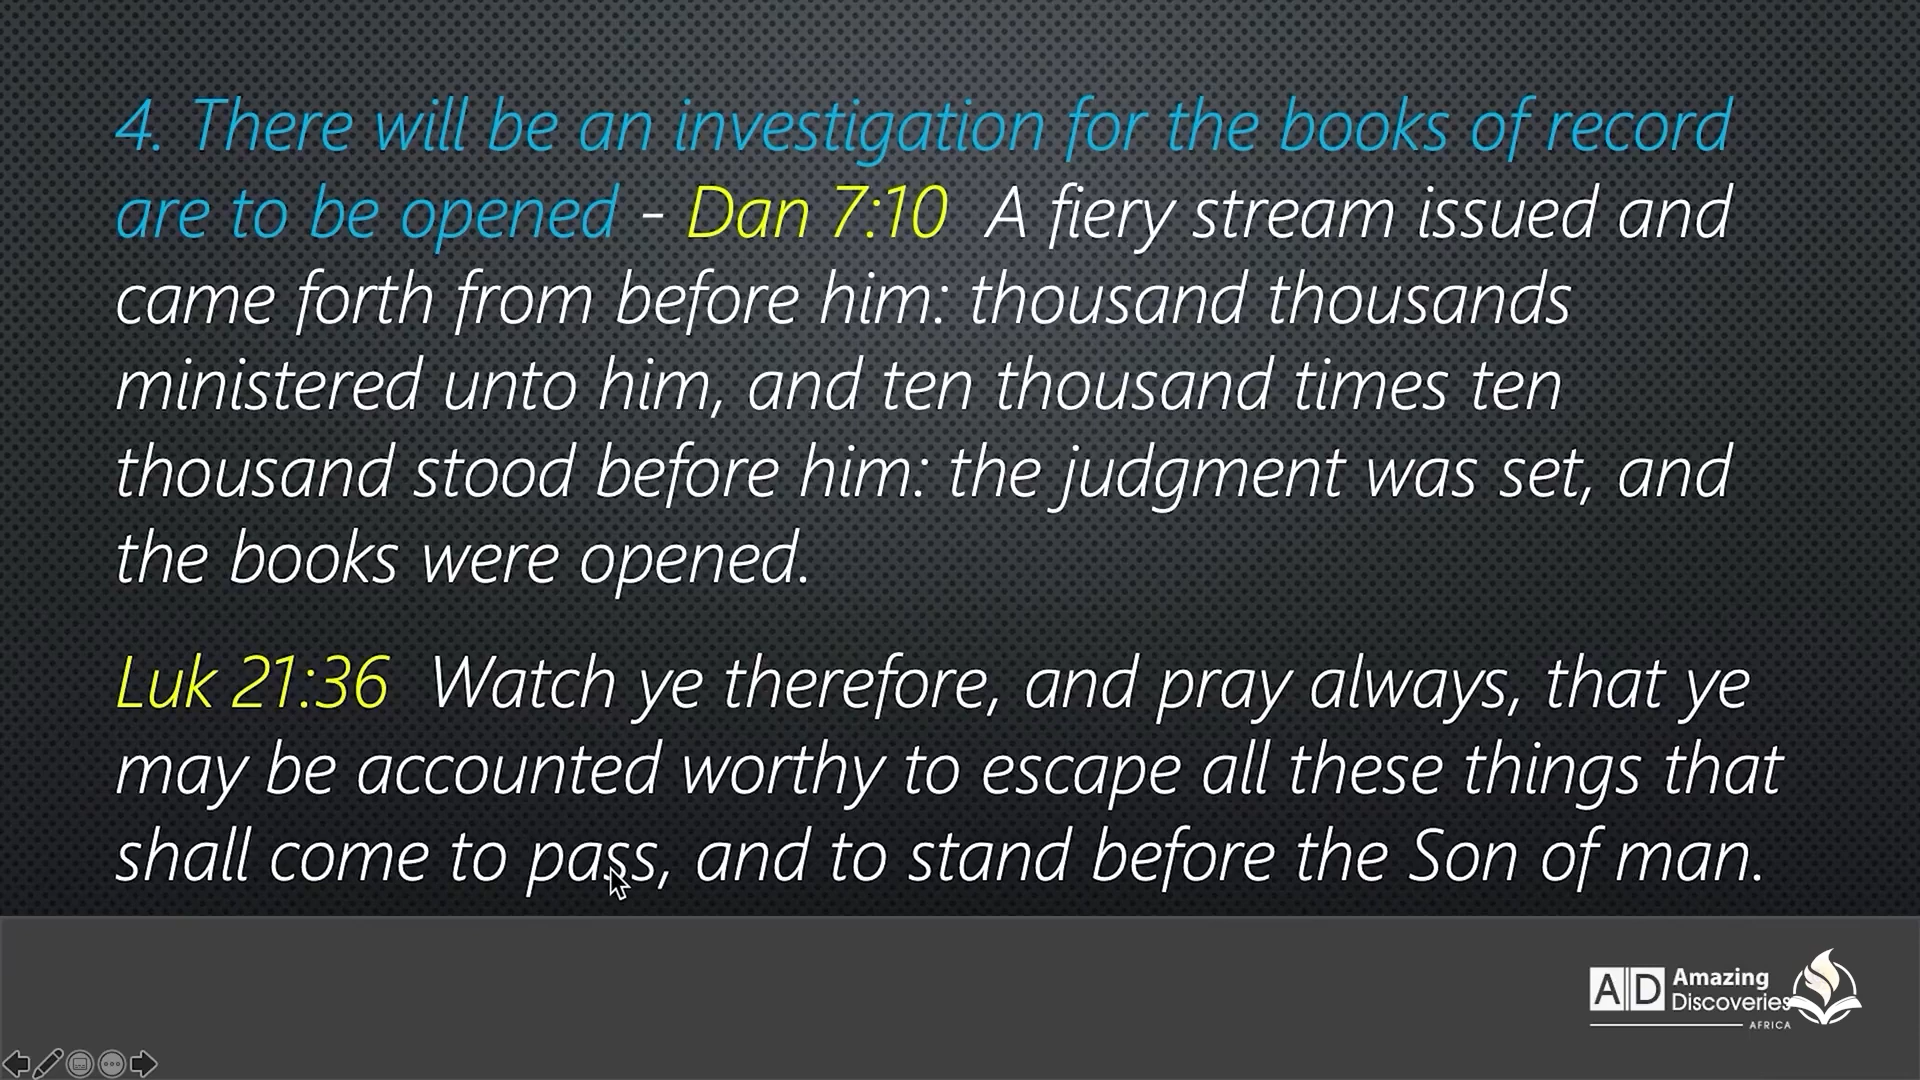 4. There will be an investigation for the books of record
are to be opened - Dan 7:10 A fiery stream issued and
came forth from before him: thousand thousands
ministered unto him, and ten thousand times ten
thousand stood before him: the judgment was set, and
the books were opened.
Luk 21:36 Watch ye therefore, and pray always, that ye
may be accounted worthy to escape all these things that
shall come to pass, and to stand before the Son of man.
AD Amazing
Discoveries
AFRICA